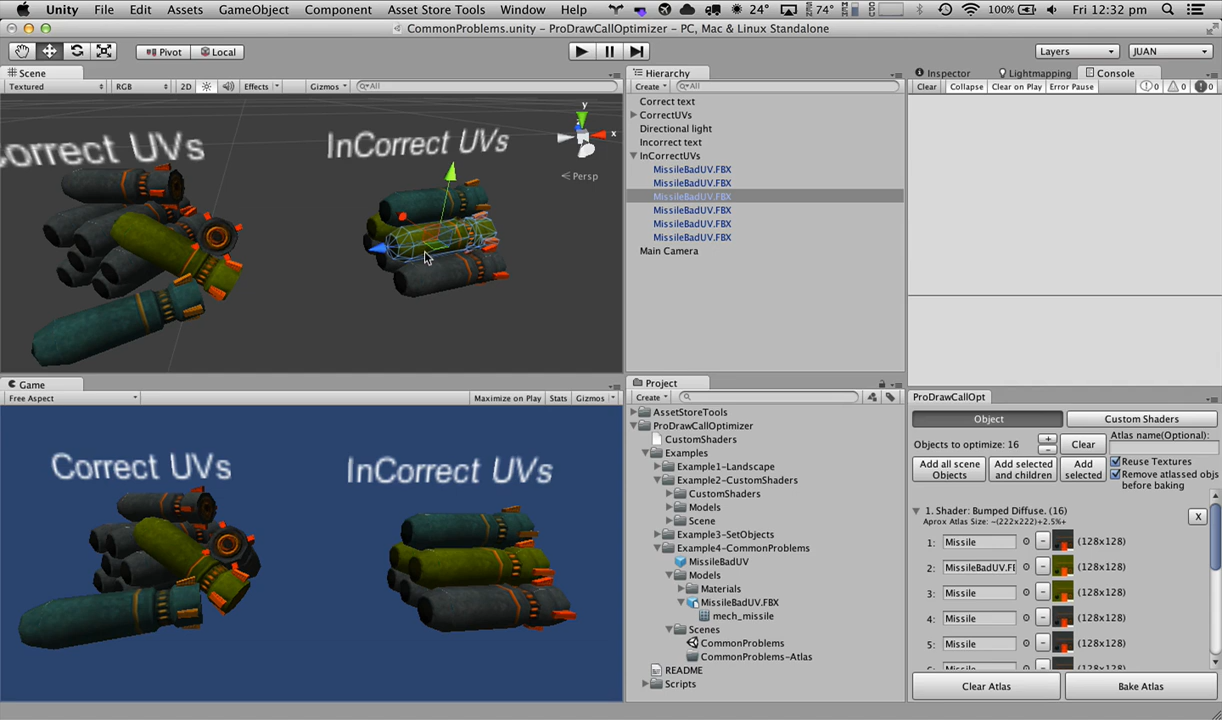 Unity File Edit Assets GameObject Component Asset Store Tools Window Help 24° 74° 100% Fri Aug 12:32 pm JUAN
CommonProblems.unity - ProDrawCallOptimizer - PC, Mac & Linux Standalone
Pivot Local Layers JUAN
Scene
Textured RGB 2D Effects Gizmos All
Correct UVs
InCorrect UVs
y
x
Persp
Game
Free Aspect Maximize on Play Stats Gizmos
Correct UVs
InCorrect UVs
Hierarchy
Create All
Correct text
CorrectUVs
Directional light
Incorrect text
InCorrectUVs
MissileBadUV.FBX
MissileBadUV.FBX
MissileBadUV.FBX
MissileBadUV.FBX
MissileBadUV.FBX
MissileBadUV.FBX
Main Camera
Project
Create
AssetStoreTools
ProDrawCallOptimizer
CustomShaders
Examples
Example1-Landscape
Example2-CustomShaders
CustomShaders
Models
Scene
Example3-SetObjects
Example4-CommonProblems
MissileBadUV
Models
Materials
MissileBadUV.FBX
mech_missile
Scenes
CommonProblems
CommonProblems-Atlas
README
Scripts
Inspector Lightmapping Console
Clear Collapse Clear on Play Error Pause 0 0 0
ProDrawCallOpt
Object Custom Shaders
Objects to optimize: 16 + - Clear Atlas name(Optional):
Add all scene Objects Add selected and children Add selected
Reuse Textures
Remove atlassed objs before baking
1. Shader: Bumped Diffuse. (16) X
Aprox Atlas Size: ~(222x222)+2.5%+
1: Missile - (128x128)
2: MissileBadUV.FI - (128x128)
3: Missile - (128x128)
4: Missile - (128x128)
5: Missile - (128x128)
Missile (128x128)
Clear Atlas Bake Atlas